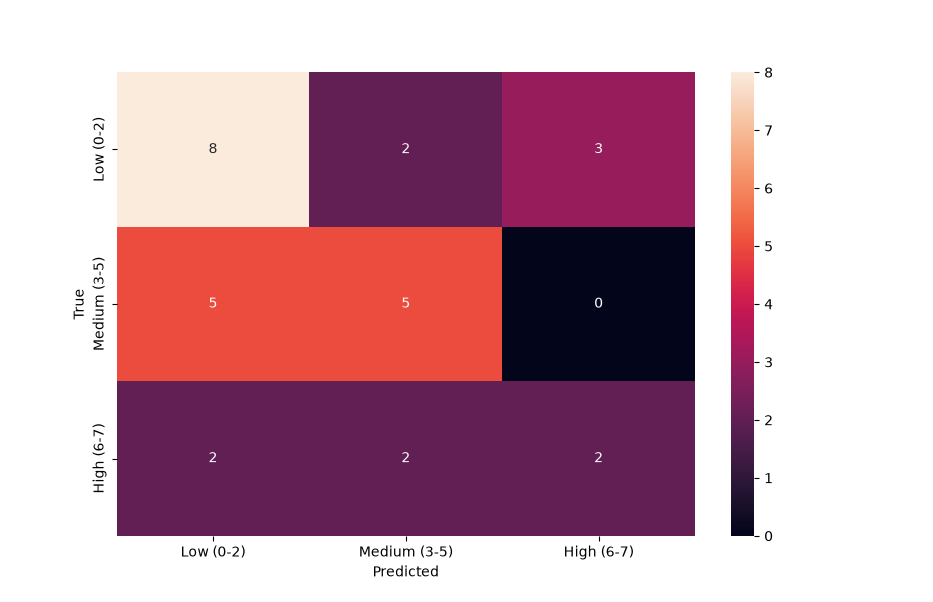 8
7
6
5
4
3
2
1
0
True
Low (0-2)
Medium (3-5)
High (6-7)
8 2 3
5 5 0
2 2 2
Low (0-2) Medium (3-5) High (6-7)
Predicted